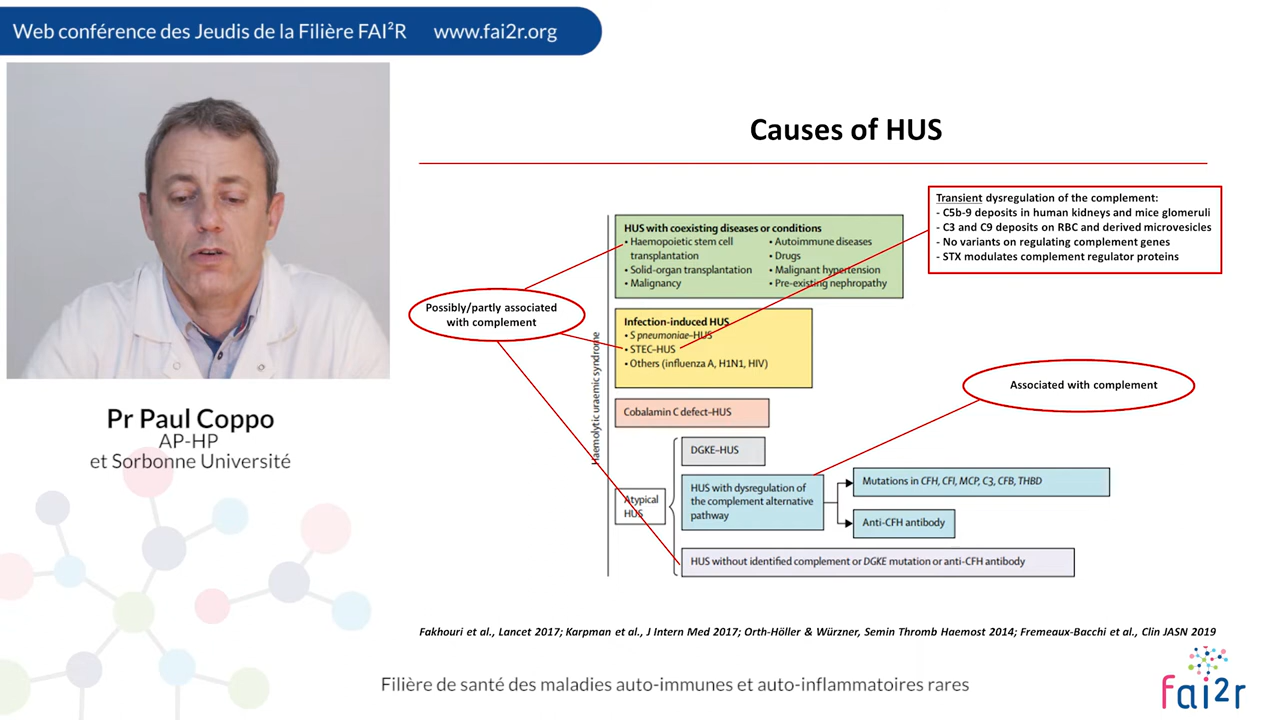 Web conférence des Jeudis de la Filière FAI²R www.fai2r.org
Causes of HUS
Transient dysregulation of the complement:
- C5b-9 deposits in human kidneys and mice glomeruli
- C3 and C9 deposits on RBC and derived microvesicles
- No variants on regulating complement genes
- STX modulates complement regulator proteins
HUS with coexisting diseases or conditions
• Haemopoietic stem cell
transplantation
• Solid-organ transplantation
• Malignancy
• Autoimmune diseases
• Drugs
• Malignant hypertension
• Pre-existing nephropathy
Possibly/partly associated
with complement
Infection-induced HUS
• S pneumoniae–HUS
• STEC–HUS
• Others (influenza A, H1N1, HIV)
Haemolytic uraemic syndrome
Associated with complement
Cobalamin C defect–HUS
DGKE–HUS
Atypical
HUS
HUS with dysregulation of
the complement alternative
pathway
Mutations in CFH, CFI, MCP, C3, CFB, THBD
Anti-CFH antibody
HUS without identified complement or DGKE mutation or anti-CFH antibody
Pr Paul Coppo
AP-HP
et Sorbonne Université
Fakhouri et al., Lancet 2017; Karpman et al., J Intern Med 2017; Orth-Höller & Würzner, Semin Thromb Haemost 2014; Fremeaux-Bacchi et al., Clin JASN 2019
Filière de santé des maladies auto-immunes et auto-inflammatoires rares
fai2r